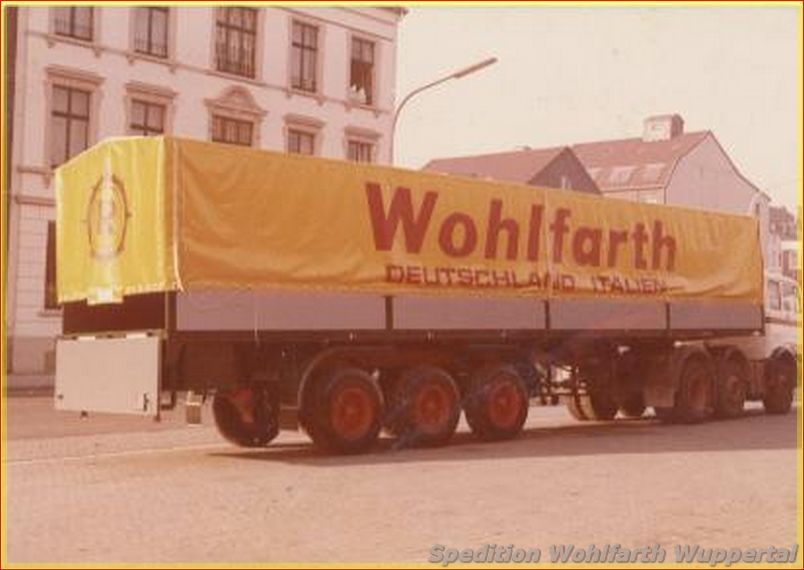 Wohlfarth
DEUTSCHLAND ITALIEN
Spedition Wohlfarth Wuppertal